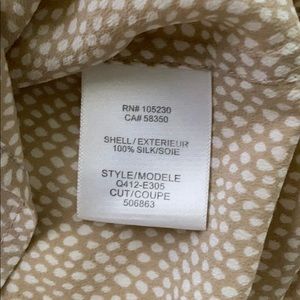 RN# 105230
CA# 58350
SHELL/EXTERIEUR
100% SILK/SOIE
STYLE/MODELE
Q412-E305
CUT/COUPE
506863